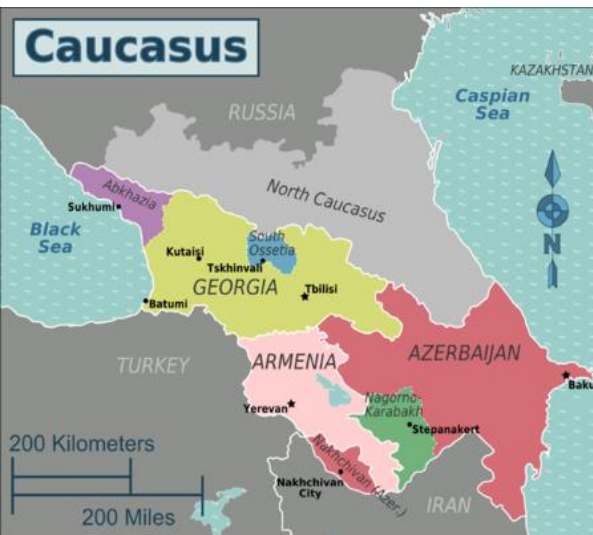 Caucasus
KAZAKHSTAN
Caspian
Sea
RUSSIA
North Caucasus
Abkhazia
Sukhumi
Black
Sea
Kutaisi
South
Ossetia
Tskhinvali
GEORGIA
Tbilisi
Batumi
N
TURKEY
ARMENIA
AZERBAIJAN
Baku
Nagorno-
Karabakh
Yerevan
Stepanakert
200 Kilometers
Nakhchivan (Azer.)
Nakhchivan
City
IRAN
200 Miles